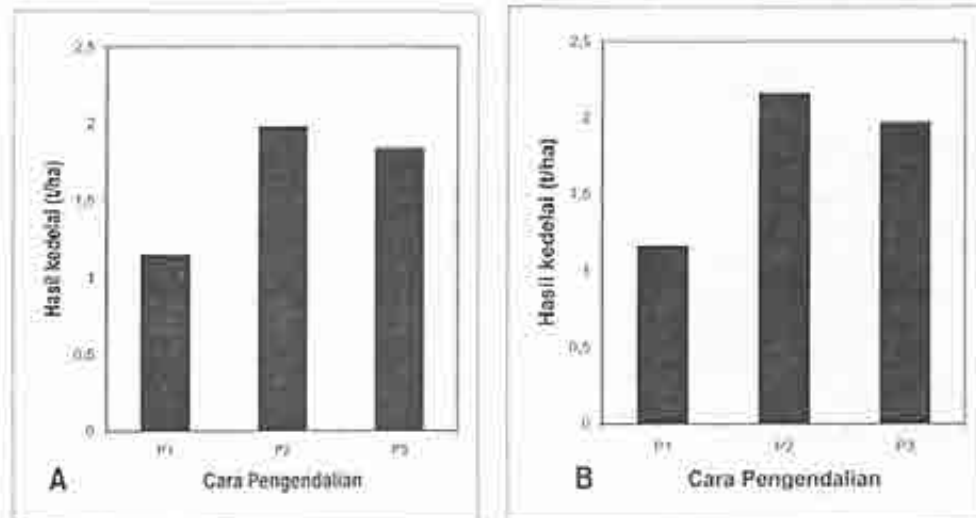 2,5
2
1,5
1
0,5
0
Hasil kedelai (t/ha)
P1 P2 P3
Cara Pengendalian
A
2,5
2
1,5
1
0,5
0
Hasil kedelai (t/ha)
P1 P2 P3
Cara Pengendalian
B